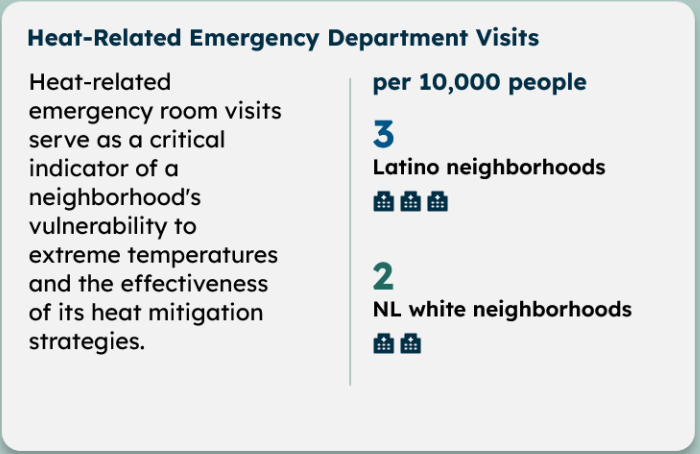 Heat-Related Emergency Department Visits
Heat-related
emergency room visits
serve as a critical
indicator of a
neighborhood's
vulnerability to
extreme temperatures
and the effectiveness
of its heat mitigation
strategies.
per 10,000 people
3
Latino neighborhoods
2
NL white neighborhoods